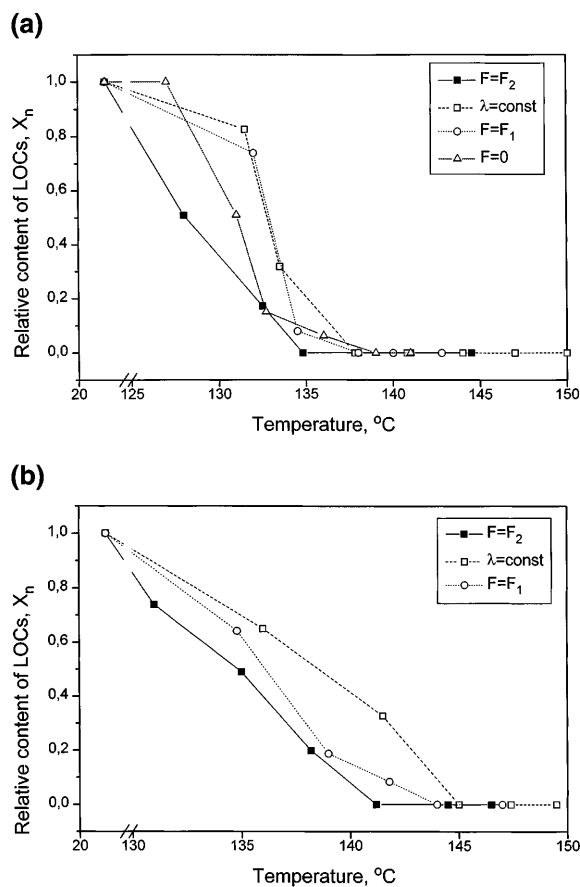 (a)
Relative content of LOCs, Xn
1,0
0,8
0,6
0,4
0,2
0,0
F=F2
λ=const
F=F1
F=0
20 125 130 135 140 145 150
Temperature, ºC
(b)
Relative content of LOCs, Xn
1,0
0,8
0,6
0,4
0,2
0,0
F=F2
λ=const
F=F1
20 130 135 140 145 150
Temperature, ºC